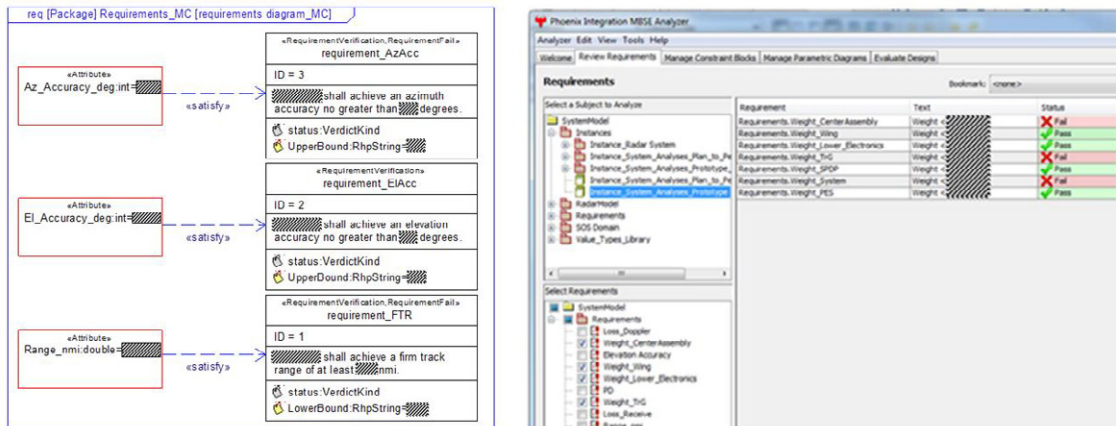 req [Package] Requirements_MC [requirements diagram_MC]
«RequirementVerification,RequirementFail»
requirement_AzAcc
ID = 3
shall achieve an azimuth
accuracy no greater than degrees.
status:VerdictKind
UpperBound:RhpString=
«Attribute»
Az_Accuracy_deg:int=
«satisfy»
«RequirementVerification»
requirement_ElAcc
ID = 2
shall achieve an elevation
accuracy no greater than degrees.
status:VerdictKind
UpperBound:RhpString=
«Attribute»
El_Accuracy_deg:int=
«satisfy»
«RequirementVerification,RequirementFail»
requirement_FTR
ID = 1
shall achieve a firm track
range of at least nmi.
status:VerdictKind
LowerBound:RhpString=
«Attribute»
Range_nmi:double=
«satisfy»
Phoenix Integration MBSE Analyzer
Analyzer Edit View Tools Help
Welcome Review Requirements Manage Constraint Blocks Manage Parametric Diagrams Evaluate Designs
Requirements
Bookmark: <none>
Select a Subject to Analyze
SystemModel
Instances
Instance_Radar System
Instance_System_Analyses_Plan_to_Pe
Instance_System_Analyses_Prototype_
Instance_System_Analyses_Plan_to_Pe
Instance_System_Analyses_Prototype
RadarModel
Requirements
SOS Domain
Value_Types_Library
Requirement Text Status
Requirements.Weight_CenterAssembly Weight < Fail
Requirements.Weight_Wing Weight < Pass
Requirements.Weight_Lower_Electronics Weight < Pass
Requirements.Weight_TrG Weight < Fail
Requirements.Weight_SPDP Weight < Pass
Requirements.Weight_System Weight < Fail
Requirements.Weight_PES Weight < Pass
Select Requirements
SystemModel
Requirements
Loss_Doppler
Weight_CenterAssembly
Elevation Accuracy
Weight_Wing
Weight_Lower_Electronics
PD
Weight_TrG
Loss_Receive